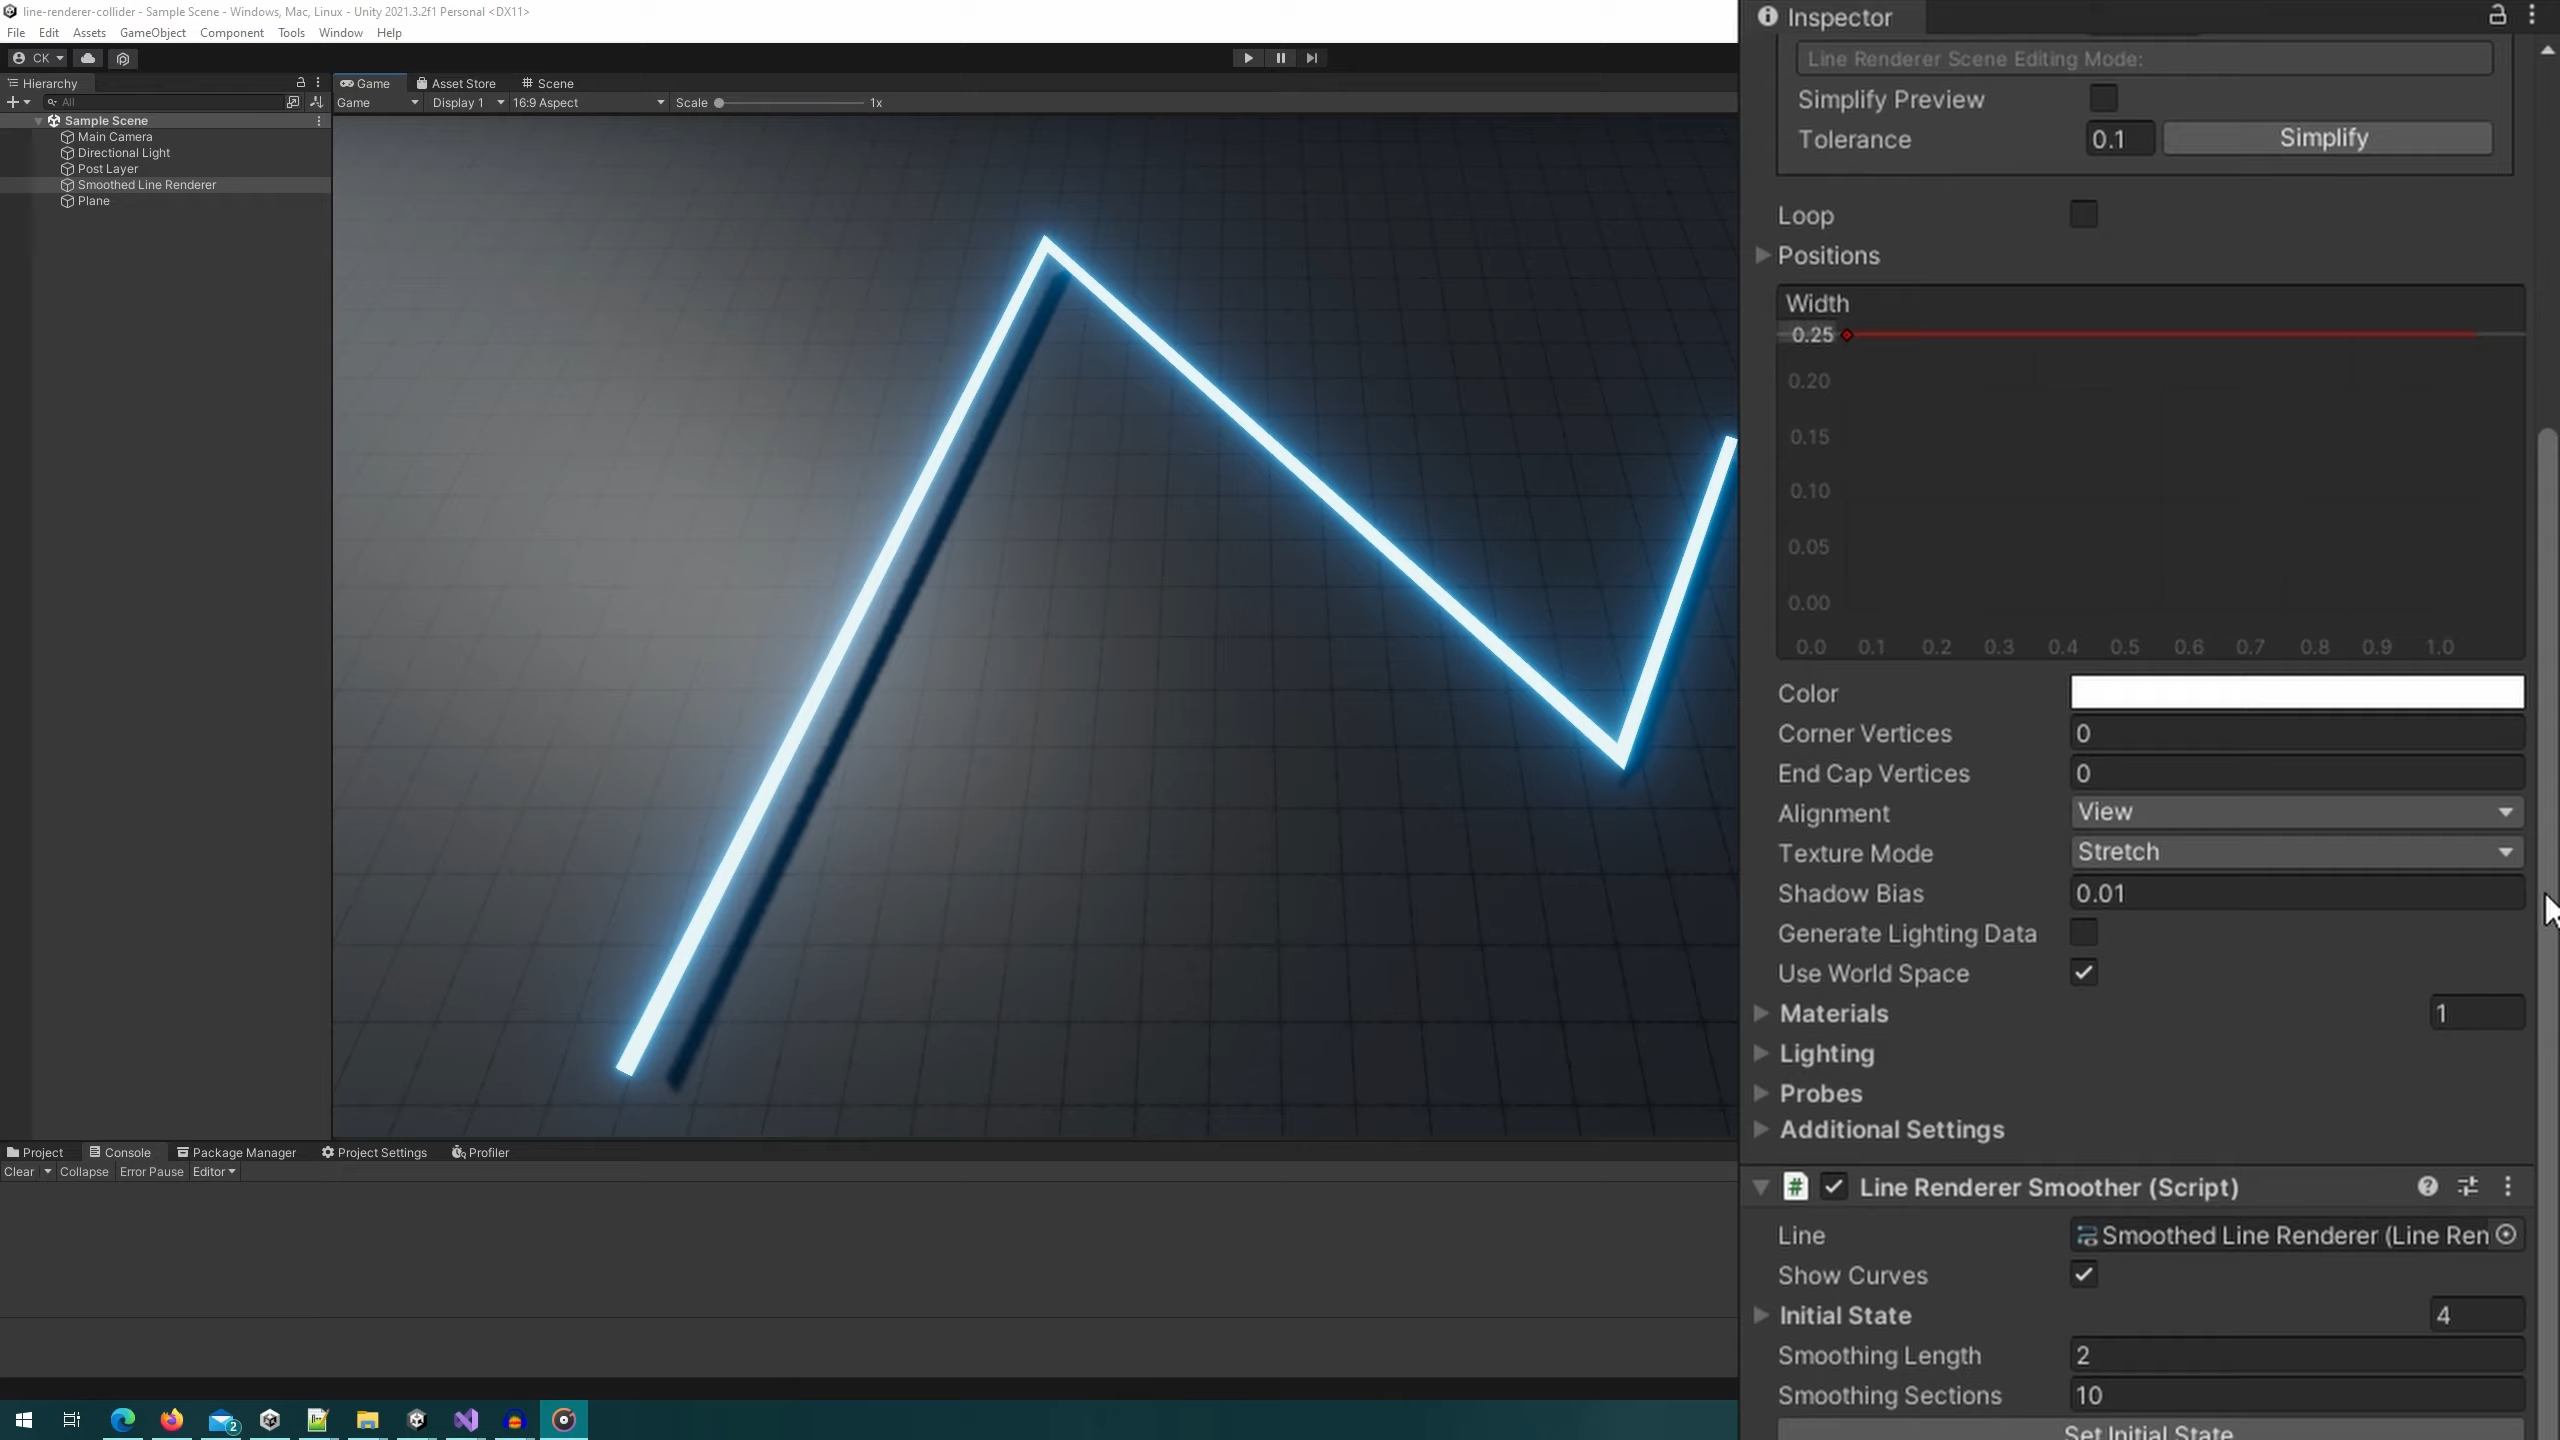 line-renderer-collider - Sample Scene - Windows, Mac, Linux - Unity 2021.3.2f1 Personal <DX11>
File Edit Assets GameObject Component Tools Window Help
CK
Hierarchy
All
Sample Scene
Main Camera
Directional Light
Post Layer
Smoothed Line Renderer
Plane
Game Asset Store Scene
Game Display 1 16:9 Aspect Scale 1x
Project Console Package Manager Project Settings Profiler
Clear Collapse Error Pause Editor
2
Inspector
Line Renderer Scene Editing Mode:
Simplify Preview
Tolerance 0.1 Simplify
Loop
Positions
Width
0.25
0.20
0.15
0.10
0.05
0.00
0.0 0.1 0.2 0.3 0.4 0.5 0.6 0.7 0.8 0.9 1.0
Color
Corner Vertices 0
End Cap Vertices 0
Alignment View
Texture Mode Stretch
Shadow Bias 0.01
Generate Lighting Data
Use World Space
Materials 1
Lighting
Probes
Additional Settings
# Line Renderer Smoother (Script)
Line Smoothed Line Renderer (Line Ren
Show Curves
Initial State 4
Smoothing Length 2
Smoothing Sections 10
Set Initial State